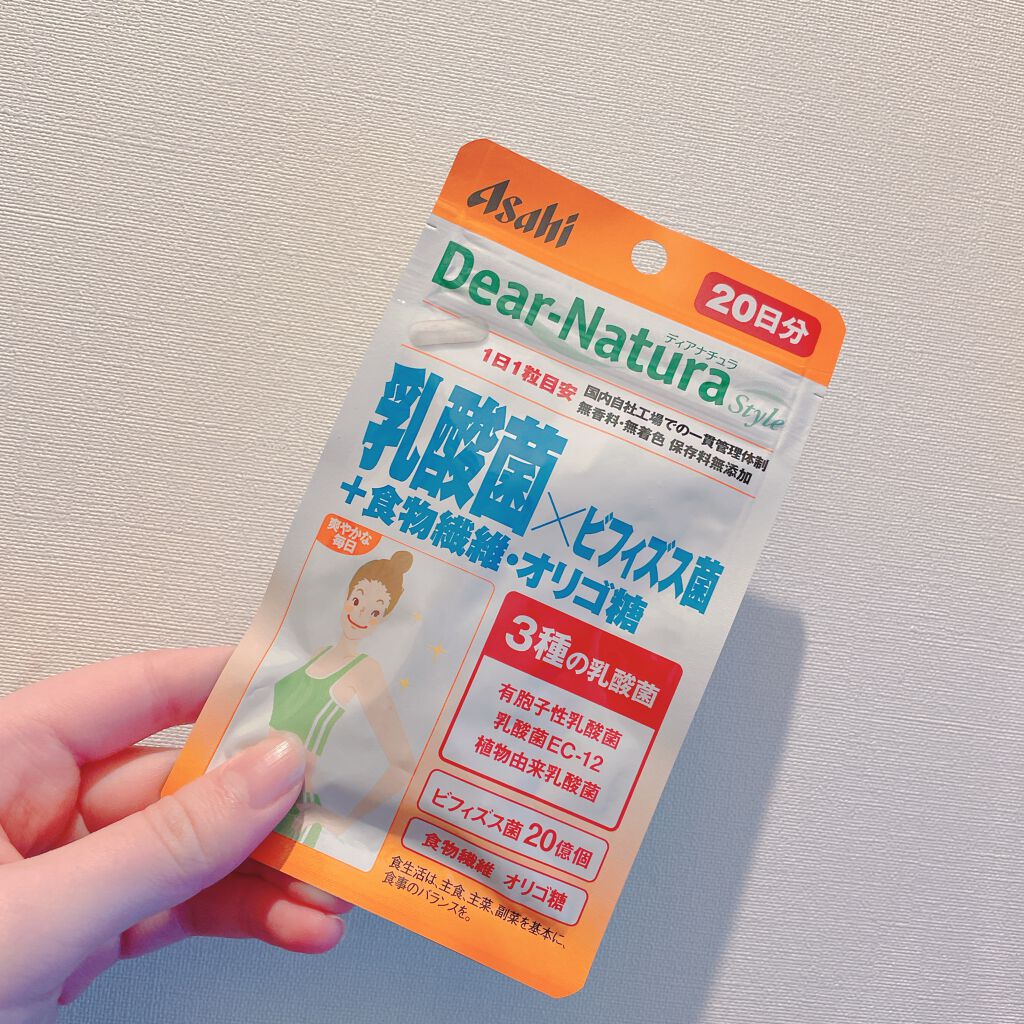 Asahi
20日分
Dear-Natura
ディアナチュラ
Style
1日1粒目安
国内自社工場での一貫管理体制
無香料・無着色 保存料無添加
乳酸菌×ビフィズス菌
+食物繊維・オリゴ糖
爽やかな
毎日
3種の乳酸菌
有胞子性乳酸菌
乳酸菌EC-12
植物由来乳酸菌
ビフィズス菌20億個
食物繊維 オリゴ糖
食生活は、主食、主菜、副菜を基本に、
食事のバランスを。